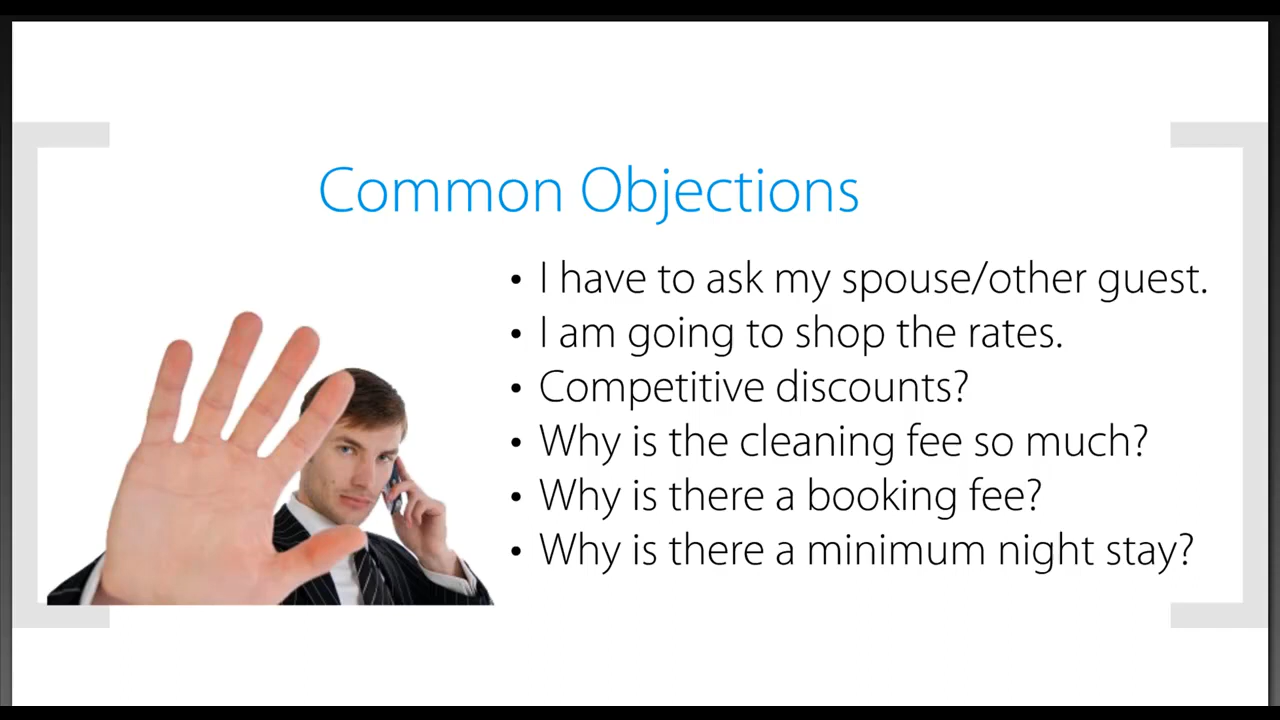 Common Objections
• I have to ask my spouse/other guest.
• I am going to shop the rates.
• Competitive discounts?
• Why is the cleaning fee so much?
• Why is there a booking fee?
• Why is there a minimum night stay?